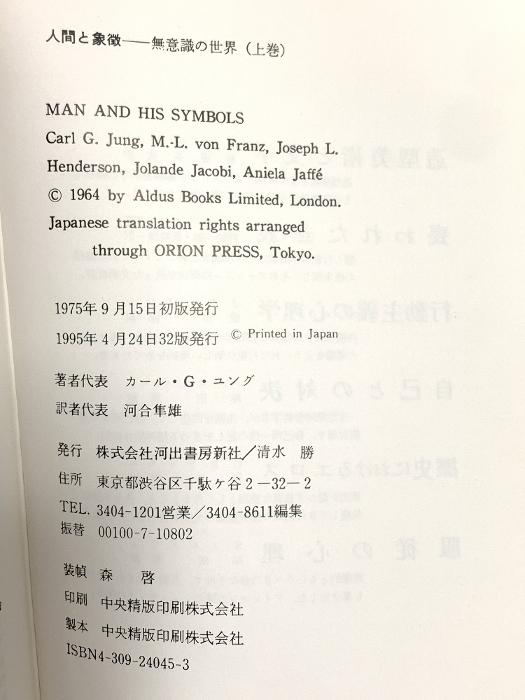 人間と象徴――無意識の世界（上巻）
MAN AND HIS SYMBOLS
Carl G. Jung, M.-L. von Franz, Joseph L.
Henderson, Jolande Jacobi, Aniela Jaffé
© 1964 by Aldus Books Limited, London.
Japanese translation rights arranged
through ORION PRESS, Tokyo.
1975年9月15日初版発行
1995年4月24日32版発行 © Printed in Japan
著者代表 カール・G・ユング
訳者代表 河合隼雄
発行 株式会社河出書房新社／清水 勝
住所 東京都渋谷区千駄ヶ谷2－32－2
TEL. 3404-1201営業／3404-8611編集
振替 00100-7-10802
装幀 森 啓
印刷 中央精版印刷株式会社
製本 中央精版印刷株式会社
ISBN4-309-24045-3